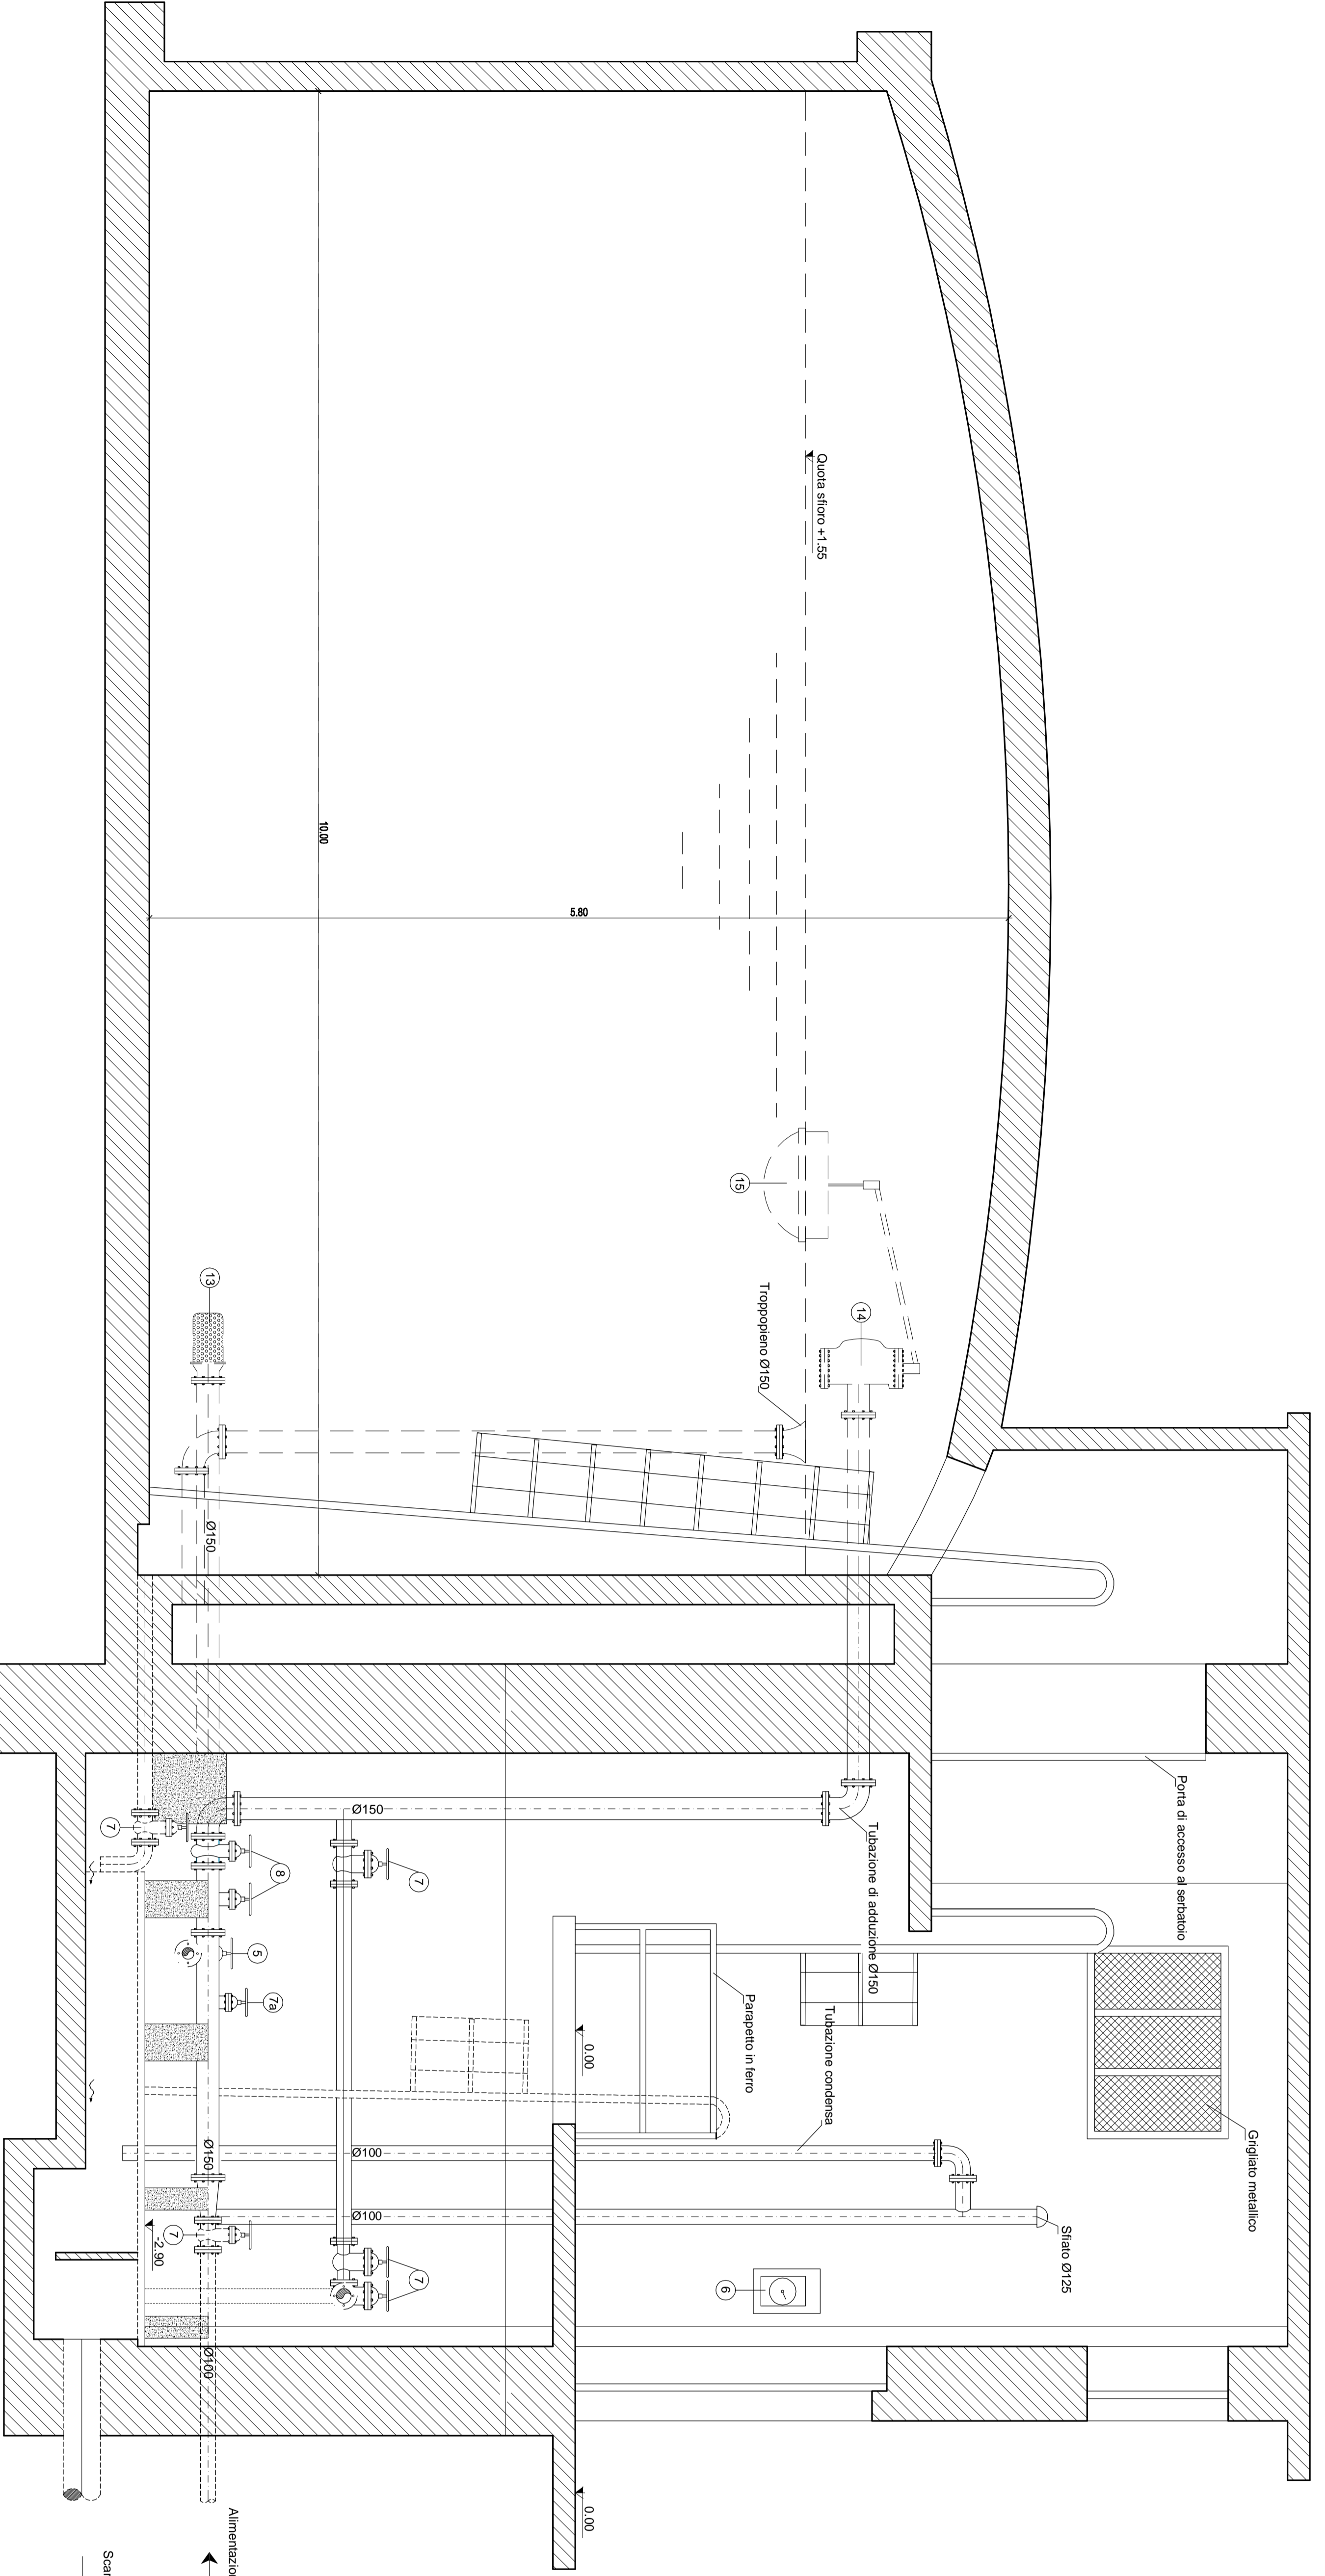 Grigliato metallico
Sfiato Ø125
Porta di accesso al serbatoio
6
Tubazione condensa
Parapetto in ferro
Tubazione di adduzione Ø150
0.00
0.00
14
Quota sfioro +1.55
Troppopieno Ø150
15
5.80
10.00
7
7
Ø150
Ø100
Ø100
8
5
7a
13
Ø150
Ø150
7
7
-2.90
Ø100
Alimentazion
Scar